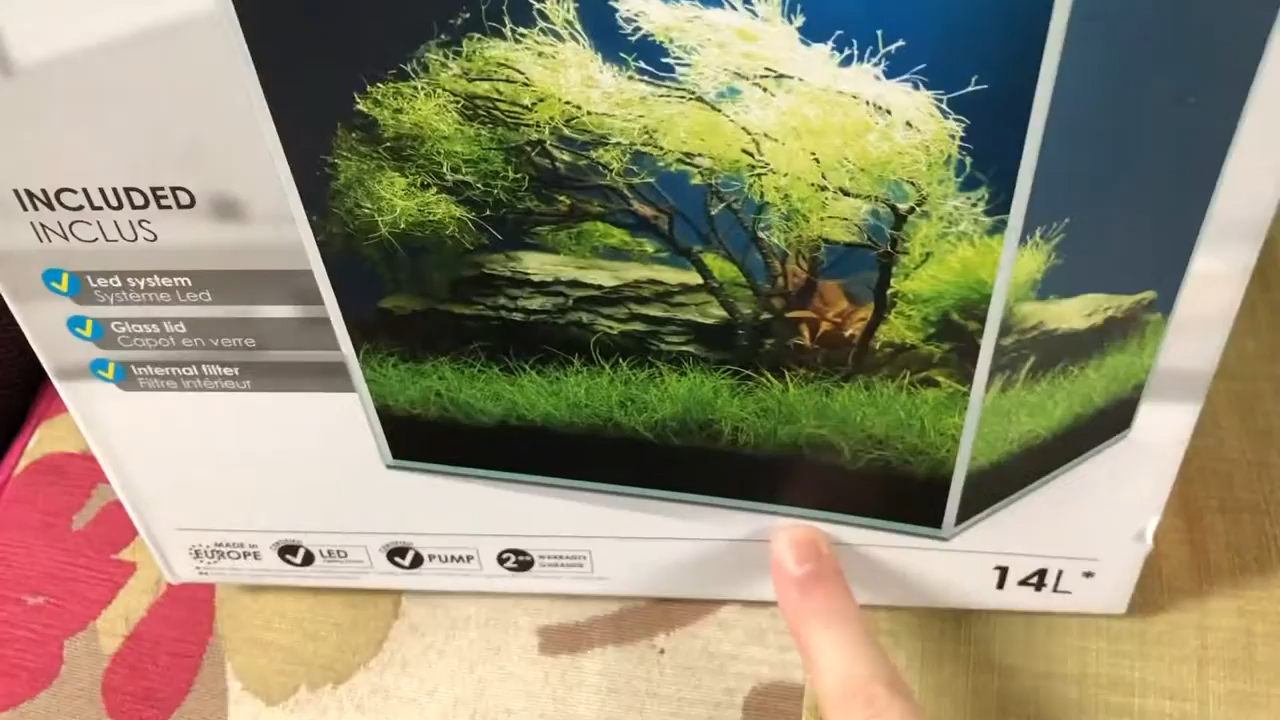 INCLUDED
INCLUS
Led system
Système Led
Glass lid
Capot en verre
Internal filter
Filtre intérieur
MADE IN
EUROPE
LED
PUMP
2
WARRANTY
14L*